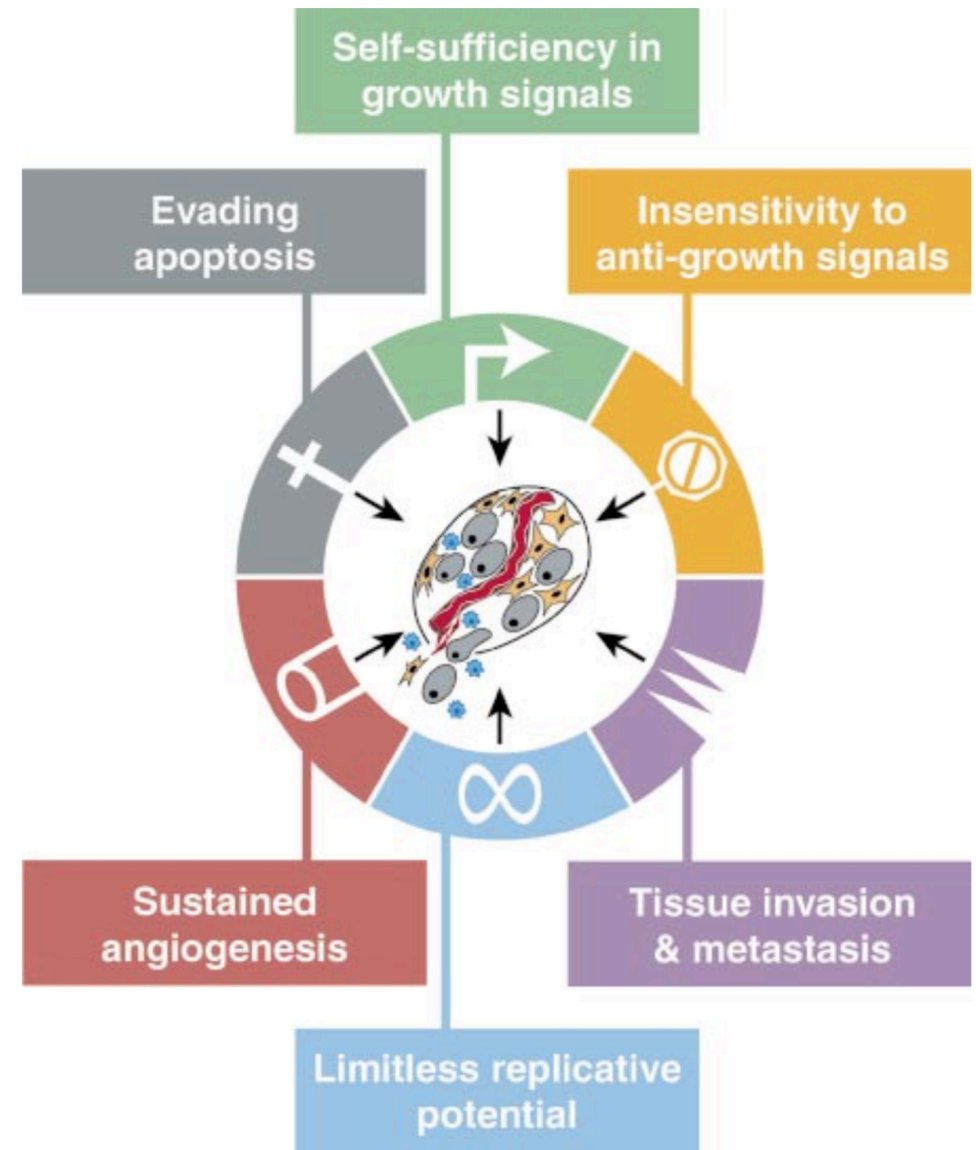 Self-sufficiency in
growth signals
Evading
apoptosis
Insensitivity to
anti-growth signals
Sustained
angiogenesis
Tissue invasion
& metastasis
Limitless replicative
potential